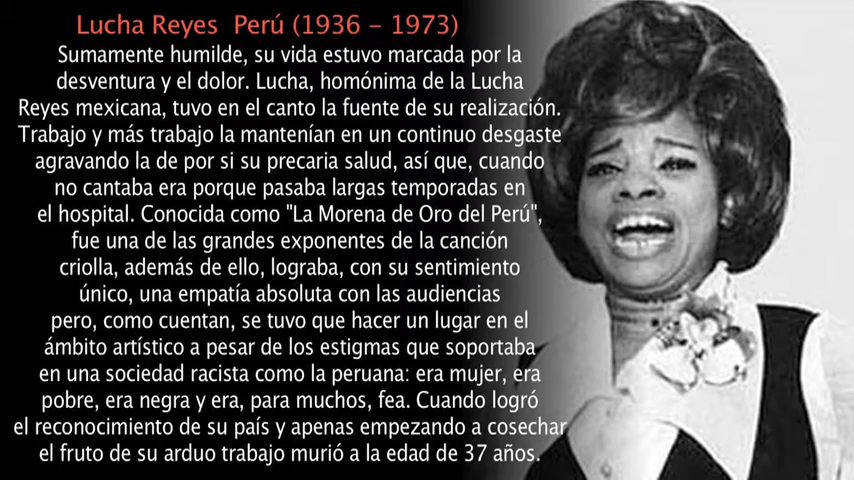 Lucha Reyes  Perú (1936 - 1973)
Sumamente humilde, su vida estuvo marcada por la
desventura y el dolor. Lucha, homónima de la Lucha
Reyes mexicana, tuvo en el canto la fuente de su realización.
Trabajo y más trabajo la mantenían en un continuo desgaste
agravando la de por si su precaria salud, así que, cuando
no cantaba era porque pasaba largas temporadas en
el hospital. Conocida como "La Morena de Oro del Perú",
fue una de las grandes exponentes de la canción
criolla, además de ello, lograba, con su sentimiento
único, una empatía absoluta con las audiencias
pero, como cuentan, se tuvo que hacer un lugar en el
ámbito artístico a pesar de los estigmas que soportaba
en una sociedad racista como la peruana: era mujer, era
pobre, era negra y era, para muchos, fea. Cuando logró
el reconocimiento de su país y apenas empezando a cosechar
el fruto de su arduo trabajo murió a la edad de 37 años.